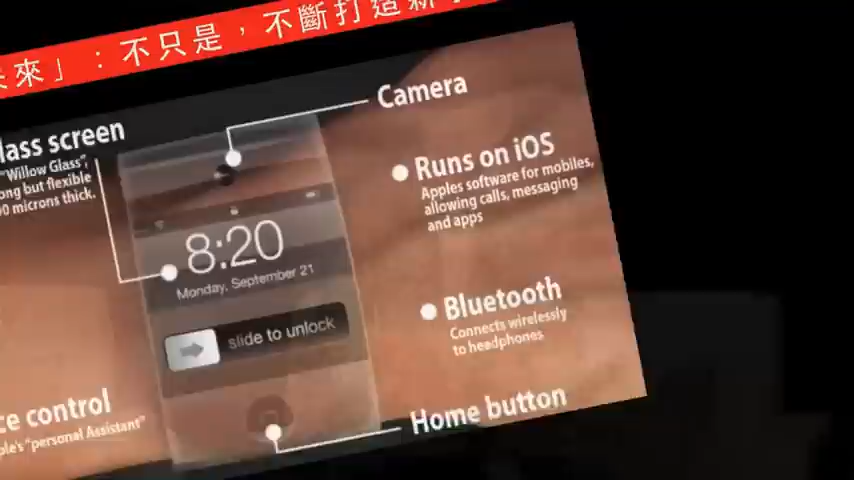 來」：不只是，不斷打造新
Camera
lass screen
"Willow Glass",
ong but flexible
0 microns thick.
Runs on iOS
Apples software for mobiles,
allowing calls, messaging
and apps
8:20
Monday, September 21
slide to unlock
Bluetooth
Connects wirelessly
to headphones
ce control
ple's "personal Assistant"
Home button